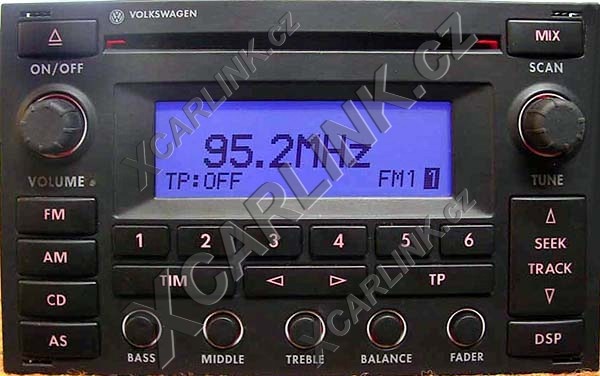 VOLKSWAGEN
MIX
ON/OFF
SCAN
95.2MHz
TP:OFF FM1 1
VOLUME
TUNE
FM
1 2 3 4 5 6
SEEK
AM
TIM
TP
TRACK
CD
AS
DSP
BASS MIDDLE TREBLE BALANCE FADER
XCARLINK.CZ
XCARLINK.CZ
XCARLINK.CZ
XCARLINK.CZ